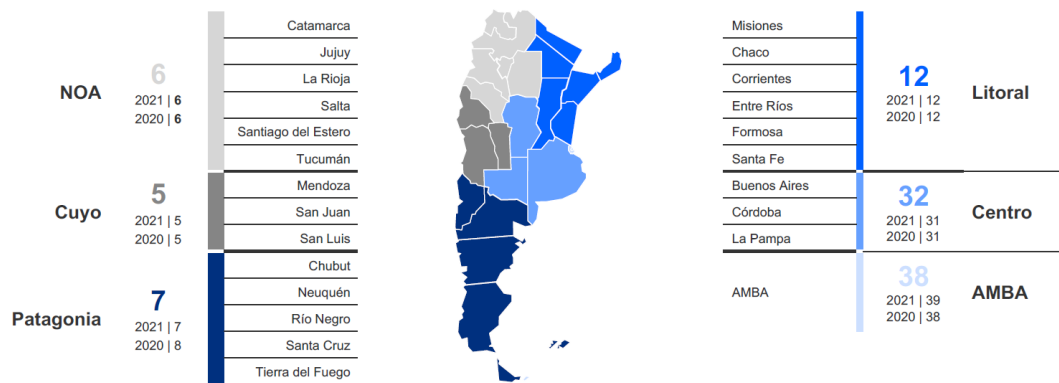 NOA
6
2021 | 6
2020 | 6
Catamarca
Jujuy
La Rioja
Salta
Santiago del Estero
Tucumán
Cuyo
5
2021 | 5
2020 | 5
Mendoza
San Juan
San Luis
Patagonia
7
2021 | 7
2020 | 8
Chubut
Neuquén
Río Negro
Santa Cruz
Tierra del Fuego
Misiones
Chaco
Corrientes
Entre Ríos
Formosa
Santa Fe
12
2021 | 12
2020 | 12
Litoral
Buenos Aires
Córdoba
La Pampa
32
2021 | 31
2020 | 31
Centro
AMBA
38
2021 | 39
2020 | 38
AMBA